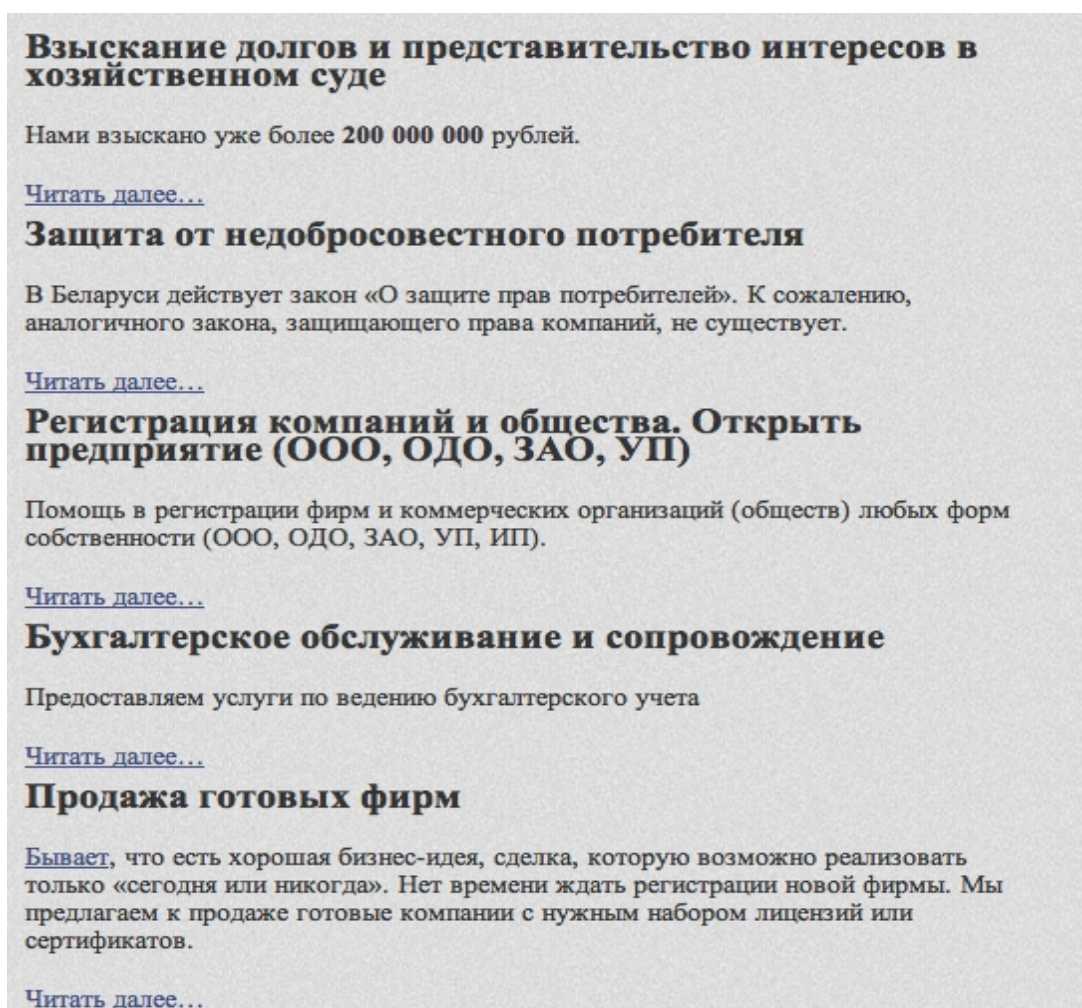 Взыскание долгов и представительство интересов в
хозяйственном суде
Нами взыскано уже более 200 000 000 рублей.
Читать далее…
Защита от недобросовестного потребителя
В Беларуси действует закон «О защите прав потребителей». К сожалению,
аналогичного закона, защищающего права компаний, не существует.
Читать далее…
Регистрация компаний и общества. Открыть
предприятие (ООО, ОДО, ЗАО, УП)
Помощь в регистрации фирм и коммерческих организаций (обществ) любых форм
собственности (ООО, ОДО, ЗАО, УП, ИП).
Читать далее…
Бухгалтерское обслуживание и сопровождение
Предоставляем услуги по ведению бухгалтерского учета
Читать далее…
Продажа готовых фирм
Бывает, что есть хорошая бизнес-идея, сделка, которую возможно реализовать
только «сегодня или никогда». Нет времени ждать регистрации новой фирмы. Мы
предлагаем к продаже готовые компании с нужным набором лицензий или
сертификатов.
Читать далее…